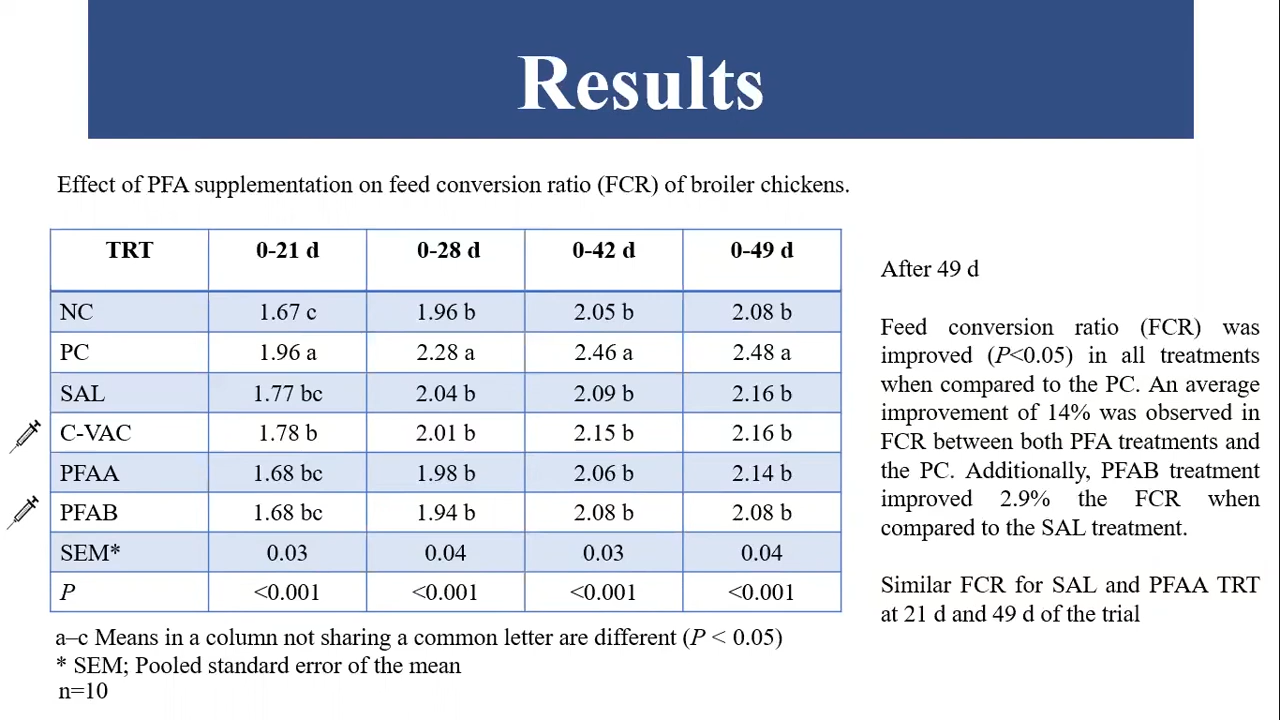 Results
Effect of PFA supplementation on feed conversion ratio (FCR) of broiler chickens.
TRT 0-21 d 0-28 d 0-42 d 0-49 d
NC 1.67 c 1.96 b 2.05 b 2.08 b
PC 1.96 a 2.28 a 2.46 a 2.48 a
SAL 1.77 bc 2.04 b 2.09 b 2.16 b
C-VAC 1.78 b 2.01 b 2.15 b 2.16 b
PFAA 1.68 bc 1.98 b 2.06 b 2.14 b
PFAB 1.68 bc 1.94 b 2.08 b 2.08 b
SEM* 0.03 0.04 0.03 0.04
P <0.001 <0.001 <0.001 <0.001
a–c Means in a column not sharing a common letter are different (P < 0.05)
* SEM; Pooled standard error of the mean
n=10
After 49 d
Feed conversion ratio (FCR) was
improved (P<0.05) in all treatments
when compared to the PC. An average
improvement of 14% was observed in
FCR between both PFA treatments and
the PC. Additionally, PFAB treatment
improved 2.9% the FCR when
compared to the SAL treatment.
Similar FCR for SAL and PFAA TRT
at 21 d and 49 d of the trial